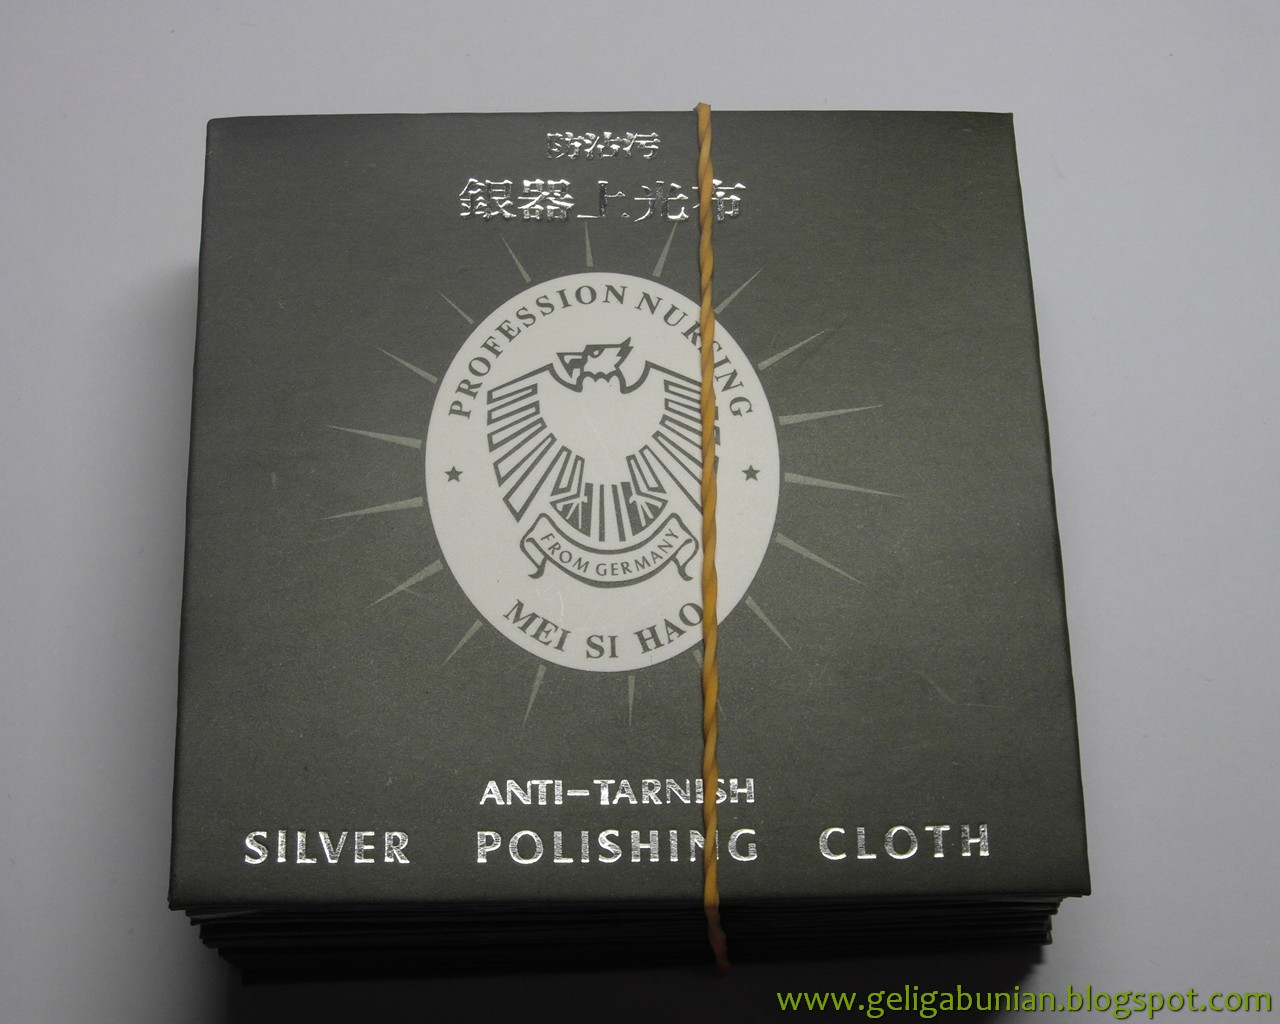 防沾污
銀器上光布
PROFESSION NURSING
FROM GERMANY
MEI SI HAO
ANTI-TARNISH
SILVER POLISHING CLOTH
www.geligabunian.blogspot.com